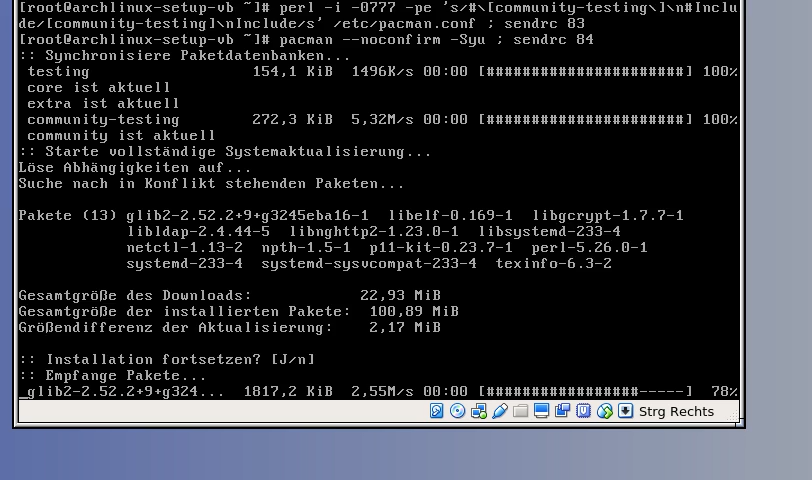 [root@archlinux-setup-vb ~]# perl -i -0777 -pe 's/#\[community-testing\]\n#Inclu
de/[community-testing]\nInclude/s' /etc/pacman.conf ; sendrc 83
[root@archlinux-setup-vb ~]# pacman --noconfirm -Syu ; sendrc 84
:: Synchronisiere Paketdatenbanken...
testing 154,1 KiB 1496K/s 00:00 [######################] 100%
core ist aktuell
extra ist aktuell
community-testing 272,3 KiB 5,32M/s 00:00 [######################] 100%
community ist aktuell
:: Starte vollständige Systemaktualisierung...
Löse Abhängigkeiten auf...
Suche nach in Konflikt stehenden Paketen...
Pakete (13) glib2-2.52.2+9+g3245eba16-1 libelf-0.169-1 libgcrypt-1.7.7-1
libldap-2.4.44-5 libnghttp2-1.23.0-1 libsystemd-233-4
netctl-1.13-2 npth-1.5-1 p11-kit-0.23.7-1 perl-5.26.0-1
systemd-233-4 systemd-sysvcompat-233-4 texinfo-6.3-2
Gesamtgröße des Downloads: 22,93 MiB
Gesamtgröße der installierten Pakete: 100,89 MiB
Größendifferenz der Aktualisierung: 2,17 MiB
:: Installation fortsetzen? [J/n]
:: Empfange Pakete...
_glib2-2.52.2+9+g324... 1817,2 KiB 2,55M/s 00:00 [#################-----] 78%
Strg Rechts